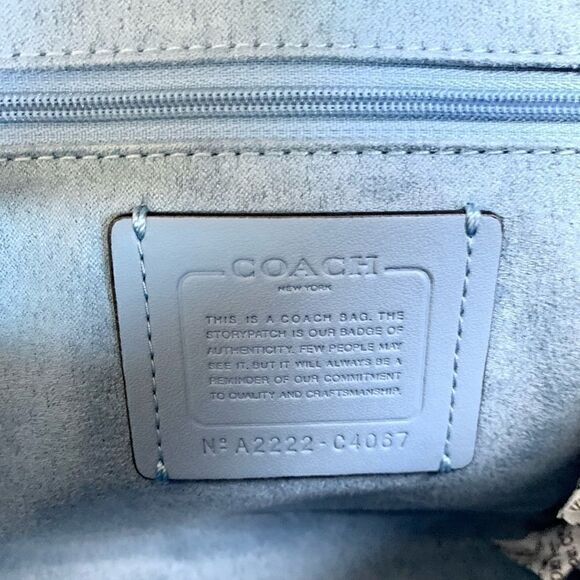 COACH
NEW YORK
THIS IS A COACH BAG. THE
STORYPATCH IS OUR BADGE OF
AUTHENTICITY. FEW PEOPLE MAY
SEE IT, BUT IT WILL ALWAYS BE A
REMINDER OF OUR COMMITMENT
TO QUALITY AND CRAFTSMANSHIP.
Nº A2222-C4067